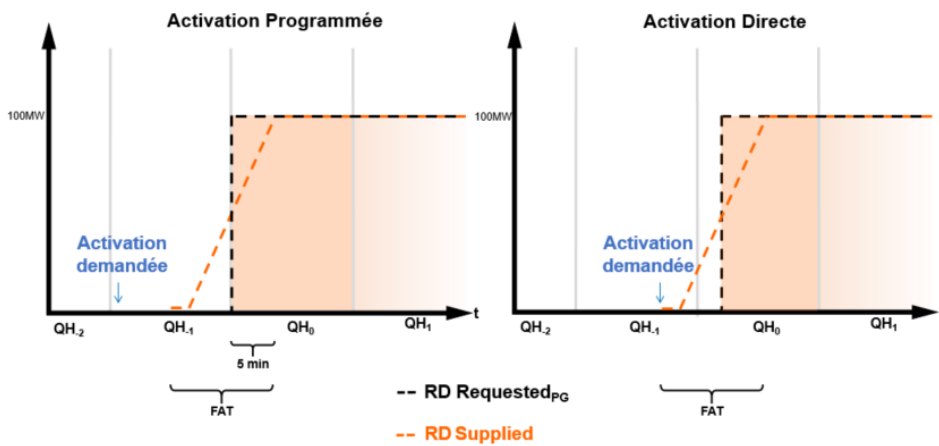 Activation Programmée
100MW
Activation
demandée
t
QH-2
QH-1
QH0
QH1
5 min
FAT
Activation Directe
100MW
Activation
demandée
t
QH-2
QH-1
QH0
QH1
FAT
RD RequestedPG
RD Supplied